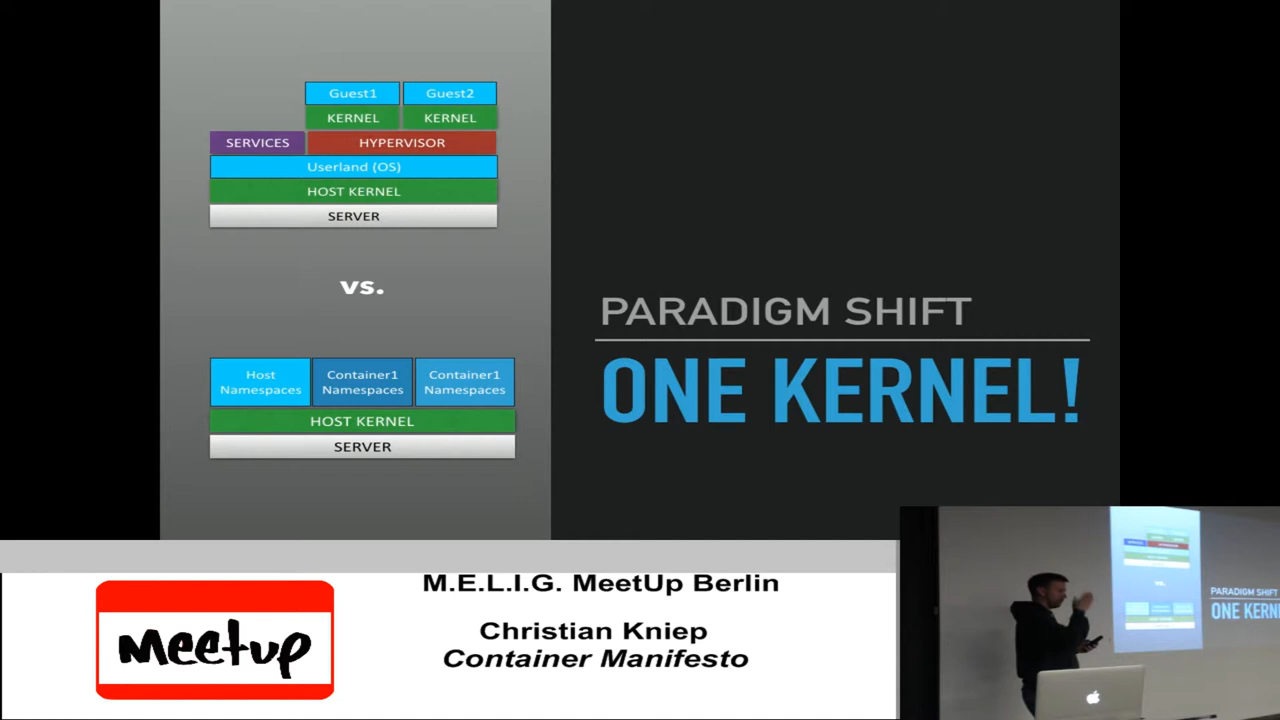 Guest1 Guest2
KERNEL KERNEL
SERVICES HYPERVISOR
Userland (OS)
HOST KERNEL
SERVER
vs.
Host Namespaces
Container1 Namespaces
Container1 Namespaces
HOST KERNEL
SERVER
PARADIGM SHIFT
ONE KERNEL!
Meetup
M.E.L.I.G. MeetUp Berlin
Christian Kniep
Container Manifesto
PARADIGM SHIFT
ONE KERN